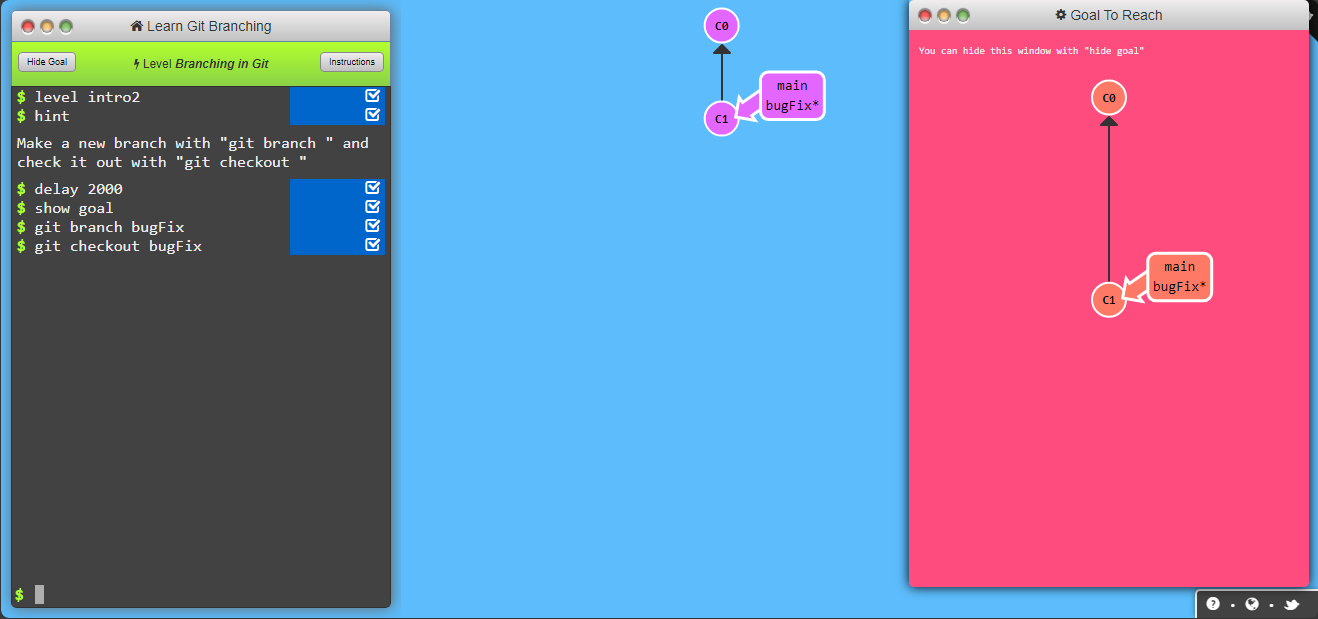 Learn Git Branching
Hide Goal
Level Branching in Git
Instructions
$ level intro2
$ hint
Make a new branch with "git branch " and
check it out with "git checkout "
$ delay 2000
$ show goal
$ git branch bugFix
$ git checkout bugFix
$
C0
main
bugFix*
C1
Goal To Reach
You can hide this window with "hide goal"
C0
main
bugFix*
C1
?